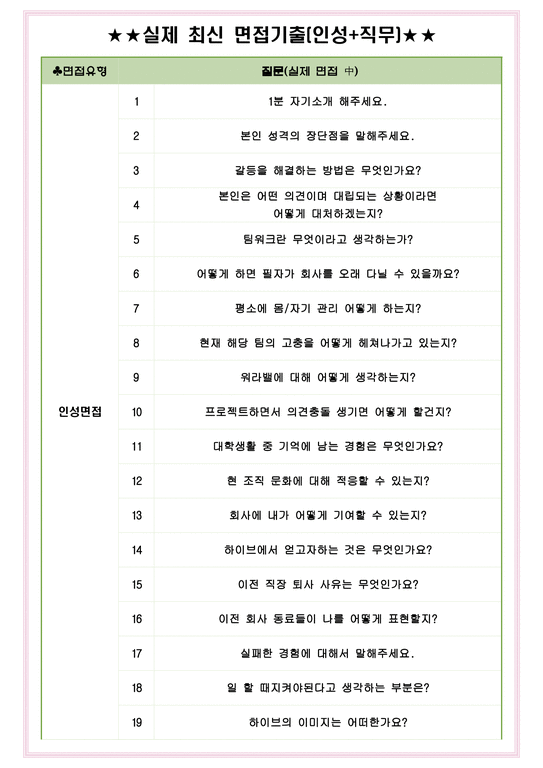 ★★실제 최신 면접기출(인성+직무)★★
♣면접유형 질문(실제 면접 中)
인성면접
1 1분 자기소개 해주세요.
2 본인 성격의 장단점을 말해주세요.
3 갈등을 해결하는 방법은 무엇인가요?
4 본인은 어떤 의견이며 대립되는 상황이라면
어떻게 대처하겠는지?
5 팀워크란 무엇이라고 생각하는가?
6 어떻게 하면 필자가 회사를 오래 다닐 수 있을까요?
7 평소에 몸/자기 관리 어떻게 하는지?
8 현재 해당 팀의 고충을 어떻게 헤쳐나가고 있는지?
9 워라밸에 대해 어떻게 생각하는지?
10 프로젝트하면서 의견충돌 생기면 어떻게 할건지?
11 대학생활 중 기억에 남는 경험은 무엇인가요?
12 현 조직 문화에 대해 적응할 수 있는지?
13 회사에 내가 어떻게 기여할 수 있는지?
14 하이브에서 얻고자하는 것은 무엇인가요?
15 이전 직장 퇴사 사유는 무엇인가요?
16 이전 회사 동료들이 나를 어떻게 표현할지?
17 실패한 경험에 대해서 말해주세요.
18 일 할 때지켜야된다고 생각하는 부분은?
19 하이브의 이미지는 어떠한가요?